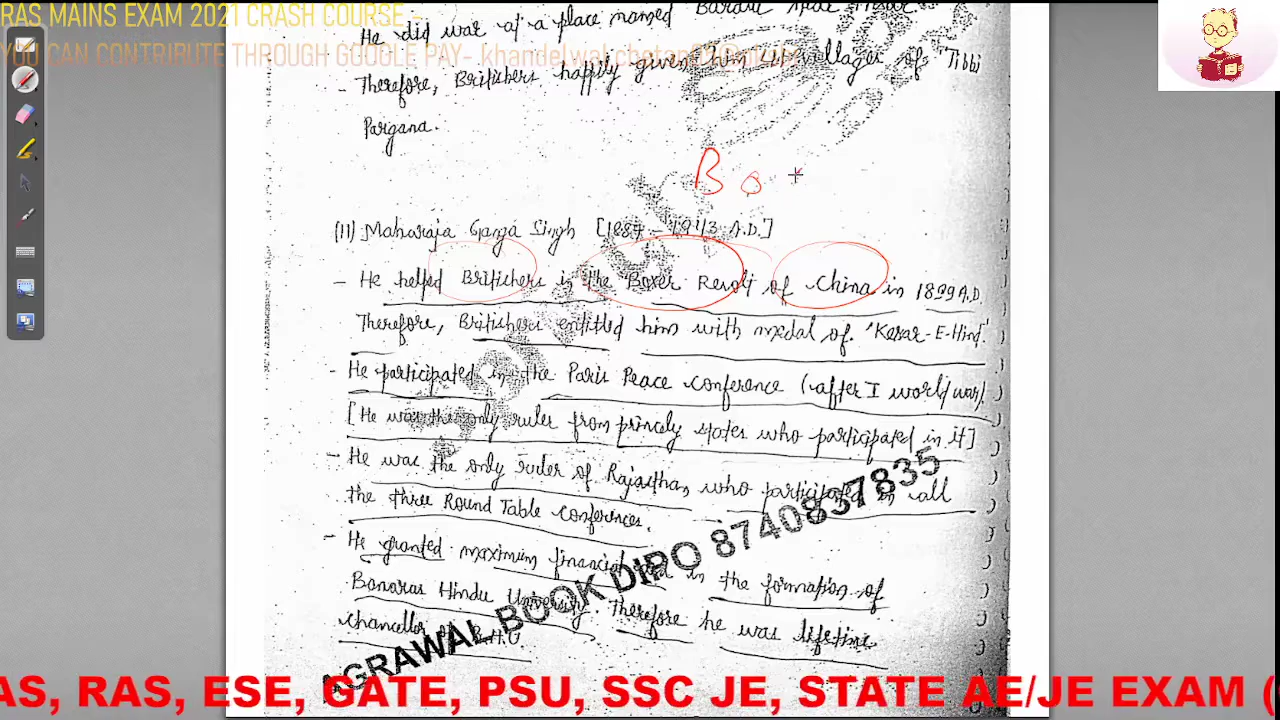 RAS MAINS EXAM 2021 CRASH COURSE -
YOU CAN CONTRIBUTE THROUGH GOOGLE PAY- khandelwal
He did war at a place named
Therefore, Britishers happily given him villages of Tibbi
Pargana.
Bo
(11) Maharaja Ganga Singh [1887 - 1943 A.D.]
- He helped Britishers in the Boxer Revolt of China in 1899 A.D.
Therefore, Britishers entitled him with medal of 'Kesar-E-Hind'
- He participated in the Paris Peace conference (after I world war)
[He was the only ruler from princely states who participated in it]
- He was the only ruler of Rajasthan who participated in all
the three Round Table conferences.
- He granted maximum financial in the formation of
Banaras Hindu University. Therefore he was lifetime
chancellor of B.H.U
AGRAWAL BOOK DIPO 8740837835
AS, RAS, ESE, GATE, PSU, SSC JE, STATE AE/JE EXAM (